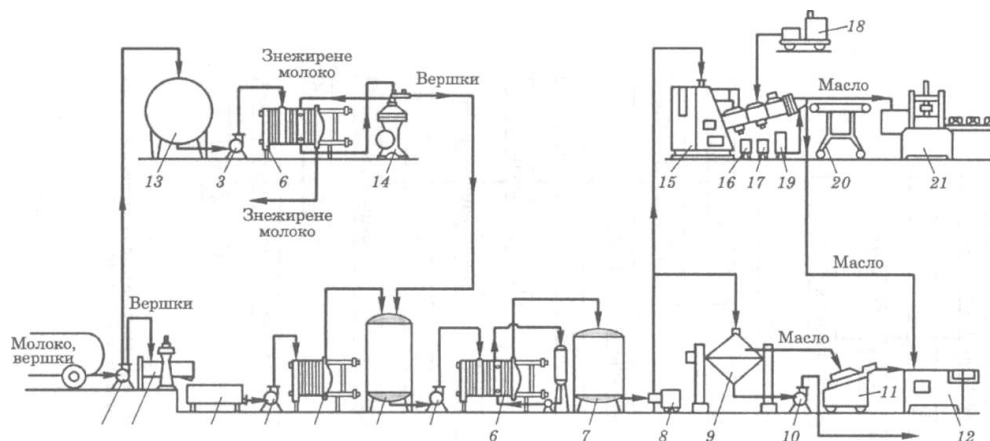 18
Знежирене
молоко
Вершки
Масло
13
3
6
14
15
16
17
19
20
21
Знежирене
молоко
Масло
Вершки
Молоко,
вершки
Масло
6
7
8
9
10
11
12